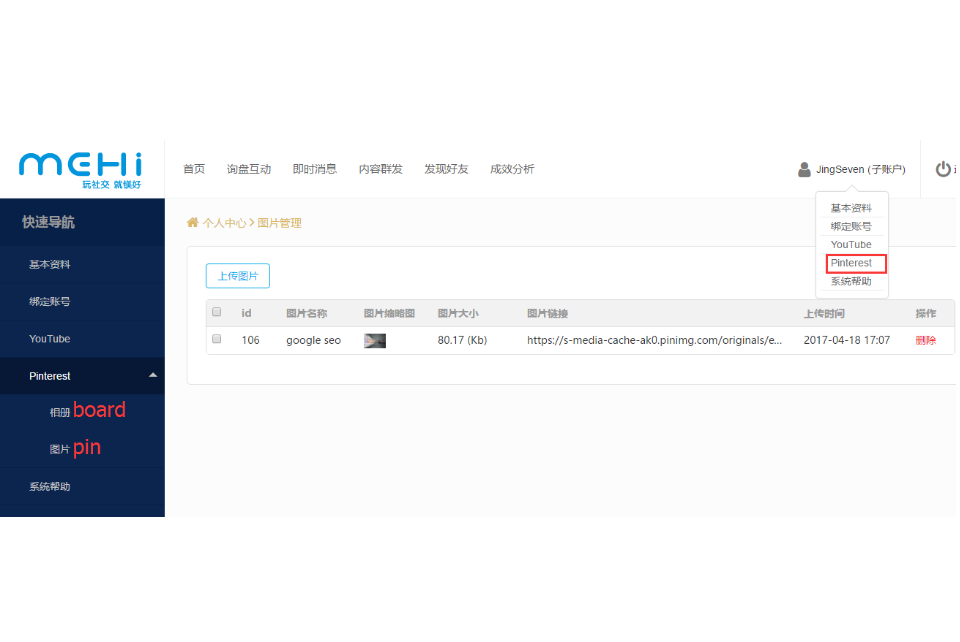 MEHi
玩社交 就懞好
首页 询盘互动 即时消息 内容群发 发现好友 成效分析 JingSeven (子账户)
基本资料
绑定账号
YouTube
Pinterest
系统帮助
快速导航
基本资料
绑定账号
YouTube
Pinterest
相册 board
图片 pin
系统帮助
个人中心 > 图片管理
上传图片
id 图片名称 图片缩略图 图片大小 图片链接 上传时间 操作
106 google seo 80.17 (Kb) https://s-media-cache-ak0.pinimg.com/originals/e... 2017-04-18 17:07 删除